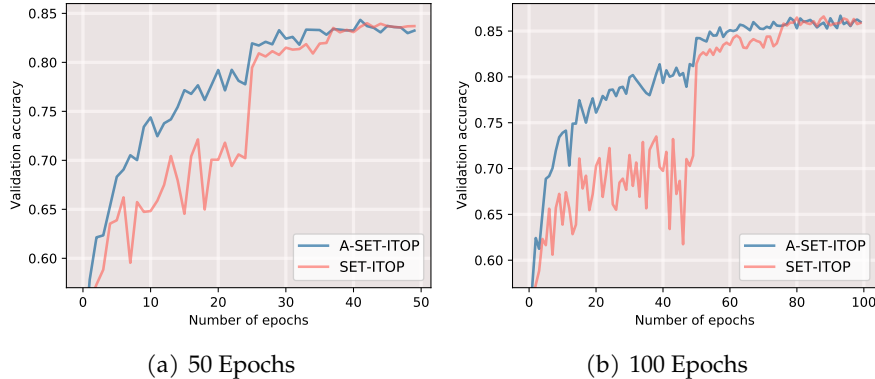 0.85
0.80
0.75
0.70
0.65
0.60
Validation accuracy
A-SET-ITOP
SET-ITOP
0 10 20 30 40 50
Number of epochs
(a) 50 Epochs
0.85
0.80
0.75
0.70
0.65
0.60
Validation accuracy
A-SET-ITOP
SET-ITOP
0 20 40 60 80 100
Number of epochs
(b) 100 Epochs